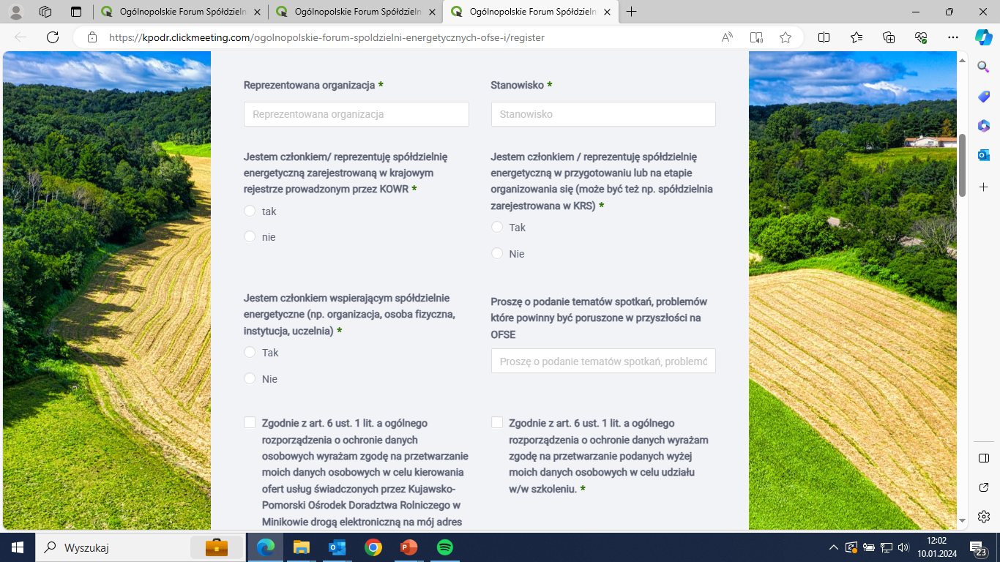 Ogólnopolskie Forum Spółdzieln
Ogólnopolskie Forum Spółdzieln
Ogólnopolskie Forum Spółdzieln
https://kpodr.clickmeeting.com/ogolnopolskie-forum-spoldzielni-energetycznych-ofse-i/register
Reprezentowana organizacja *
Reprezentowana organizacja
Stanowisko *
Stanowisko
Jestem członkiem/ reprezentuję spółdzielnię
energetyczną zarejestrowaną w krajowym
rejestrze prowadzonym przez KOWR *
tak
nie
Jestem członkiem / reprezentuję spółdzielnię
energetyczną w przygotowaniu lub na etapie
organizowania się (może być też np. spółdzielnia
zarejestrowana w KRS) *
Tak
Nie
Jestem członkiem wspierającym spółdzielnie
energetyczne (np. organizacja, osoba fizyczna,
instytucja, uczelnia) *
Tak
Nie
Proszę o podanie tematów spotkań, problemów
które powinny być poruszone w przyszłości na
OFSE
Proszę o podanie tematów spotkań, problemó
Zgodnie z art. 6 ust. 1 lit. a ogólnego
rozporządzenia o ochronie danych
osobowych wyrażam zgodę na przetwarzanie
moich danych osobowych w celu kierowania
ofert usług świadczonych przez Kujawsko-
Pomorski Ośrodek Doradztwa Rolniczego w
Minikowie drogą elektroniczną na mój adres
Zgodnie z art. 6 ust. 1 lit. a ogólnego
rozporządzenia o ochronie danych wyrażam
zgodę na przetwarzanie podanych wyżej
moich danych osobowych w celu udziału
w/w szkoleniu. *
Wyszukaj
12:02
10.01.2024
23